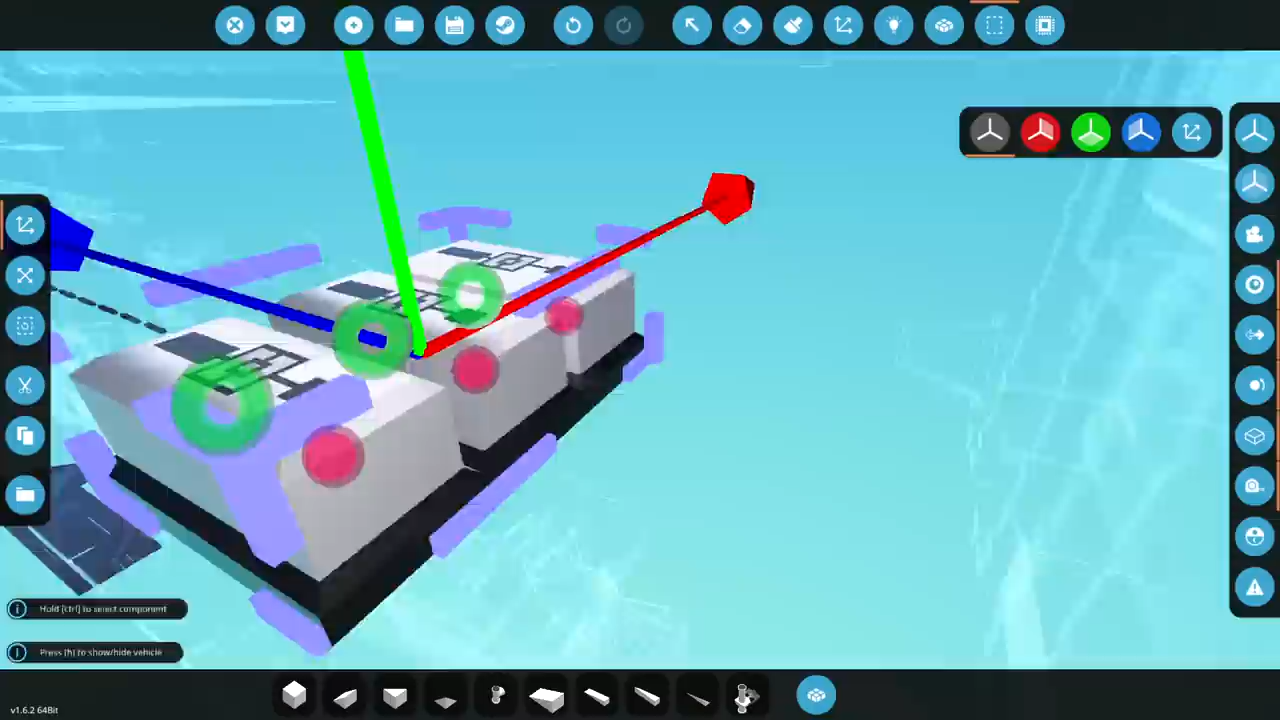 Hold [ctrl] to select component
Press [h] to show/hide vehicle
v1.6.2 64Bit